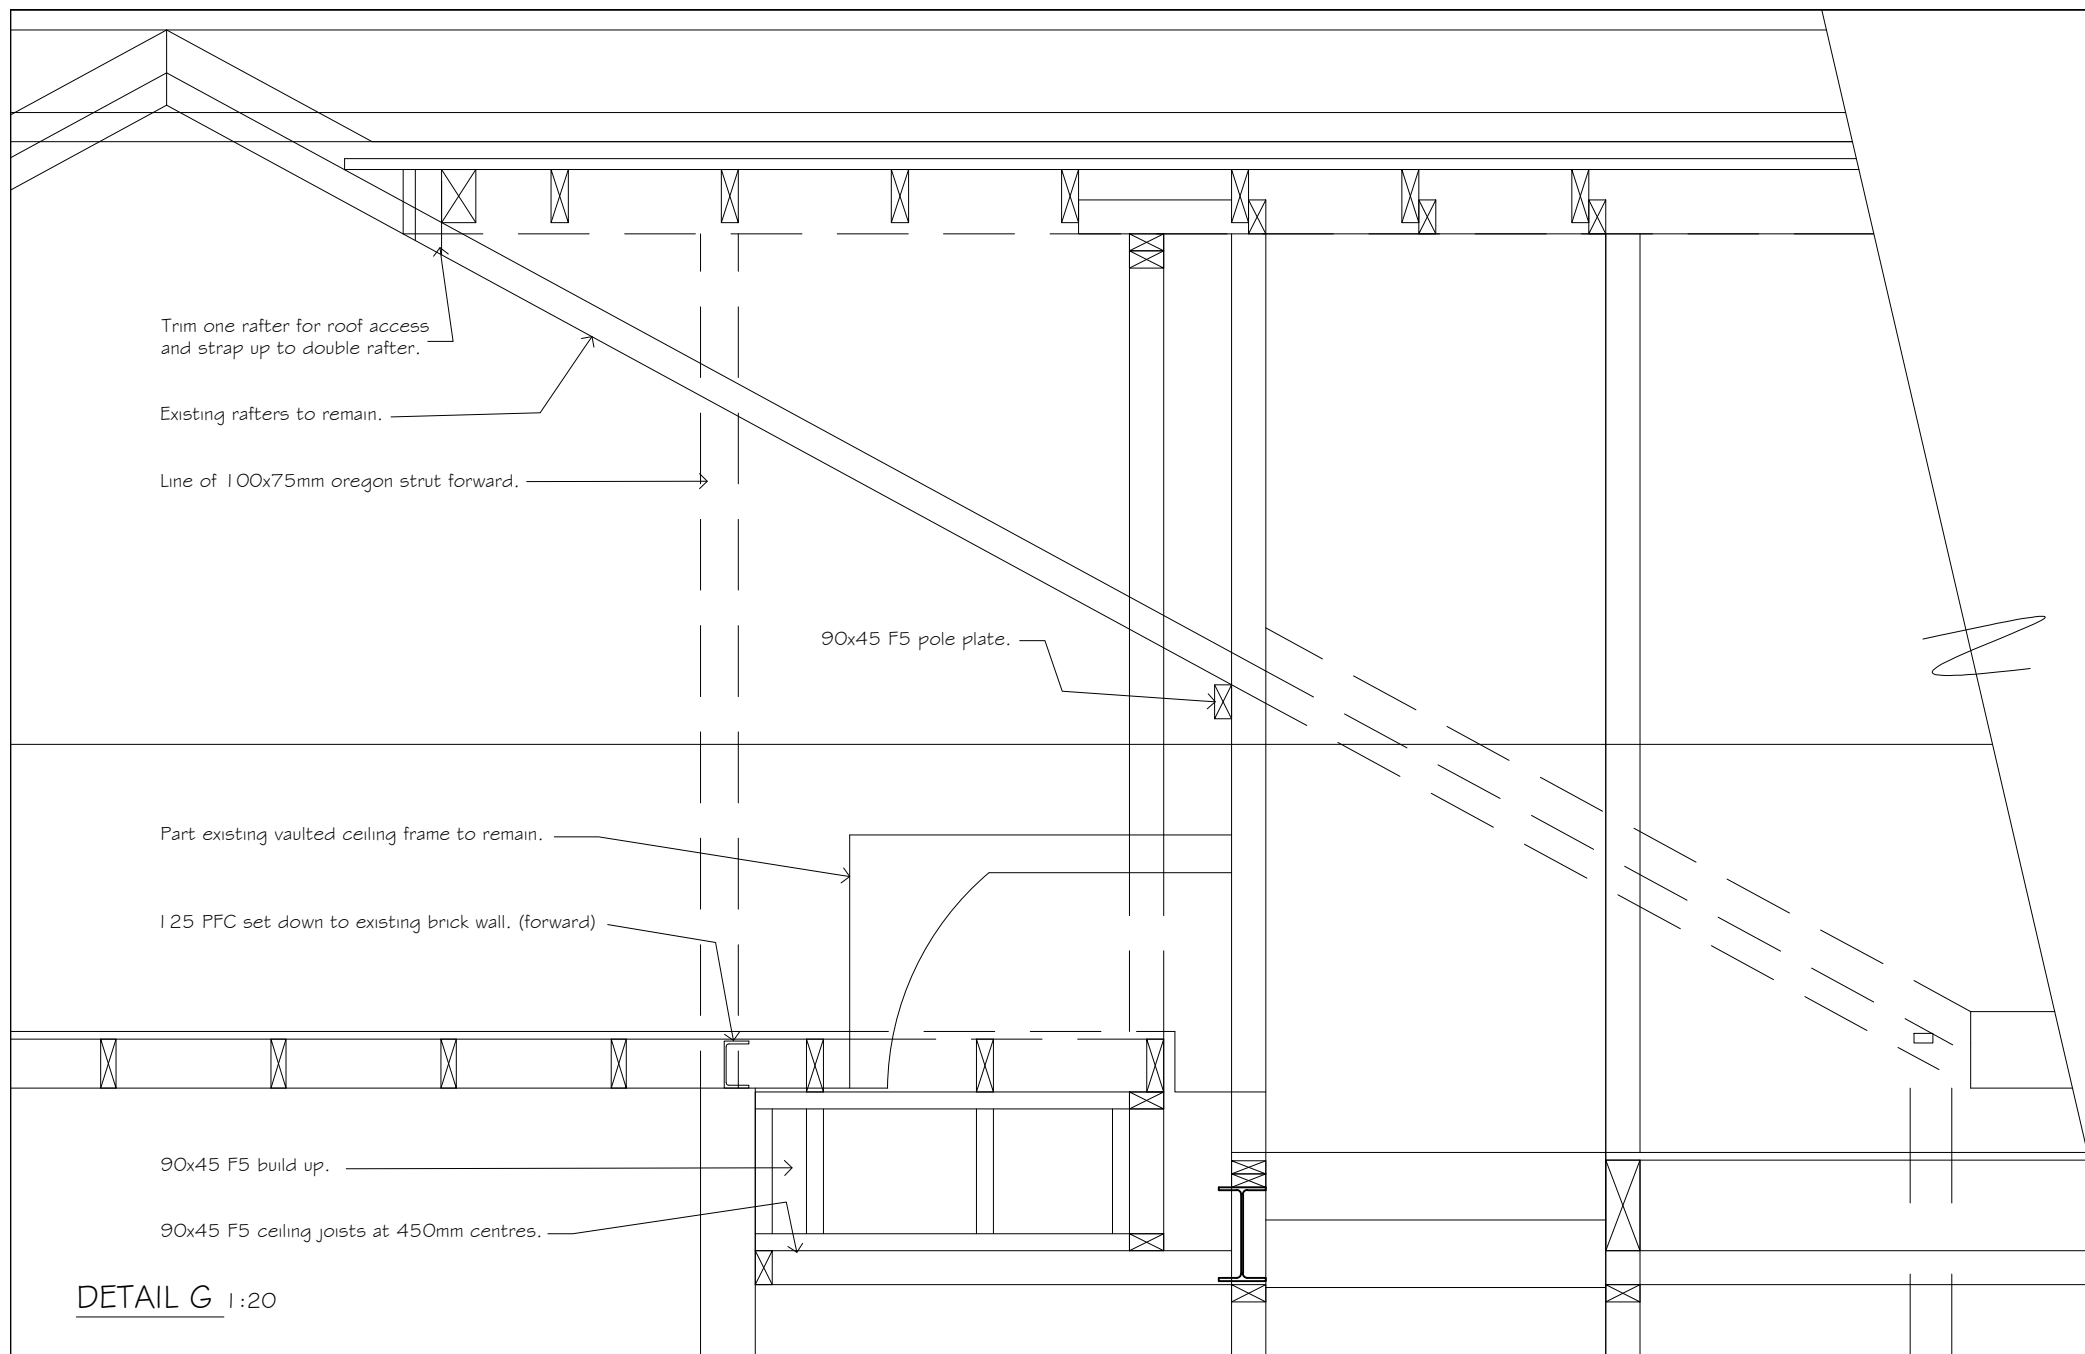 Trim one rafter for roof access
and strap up to double rafter.
Existing rafters to remain.
Line of 100x75mm oregon strut forward.
90x45 F5 pole plate.
Part existing vaulted ceiling frame to remain.
125 PFC set down to existing brick wall. (forward)
90x45 F5 build up.
90x45 F5 ceiling joists at 450mm centres.
DETAIL G 1:20